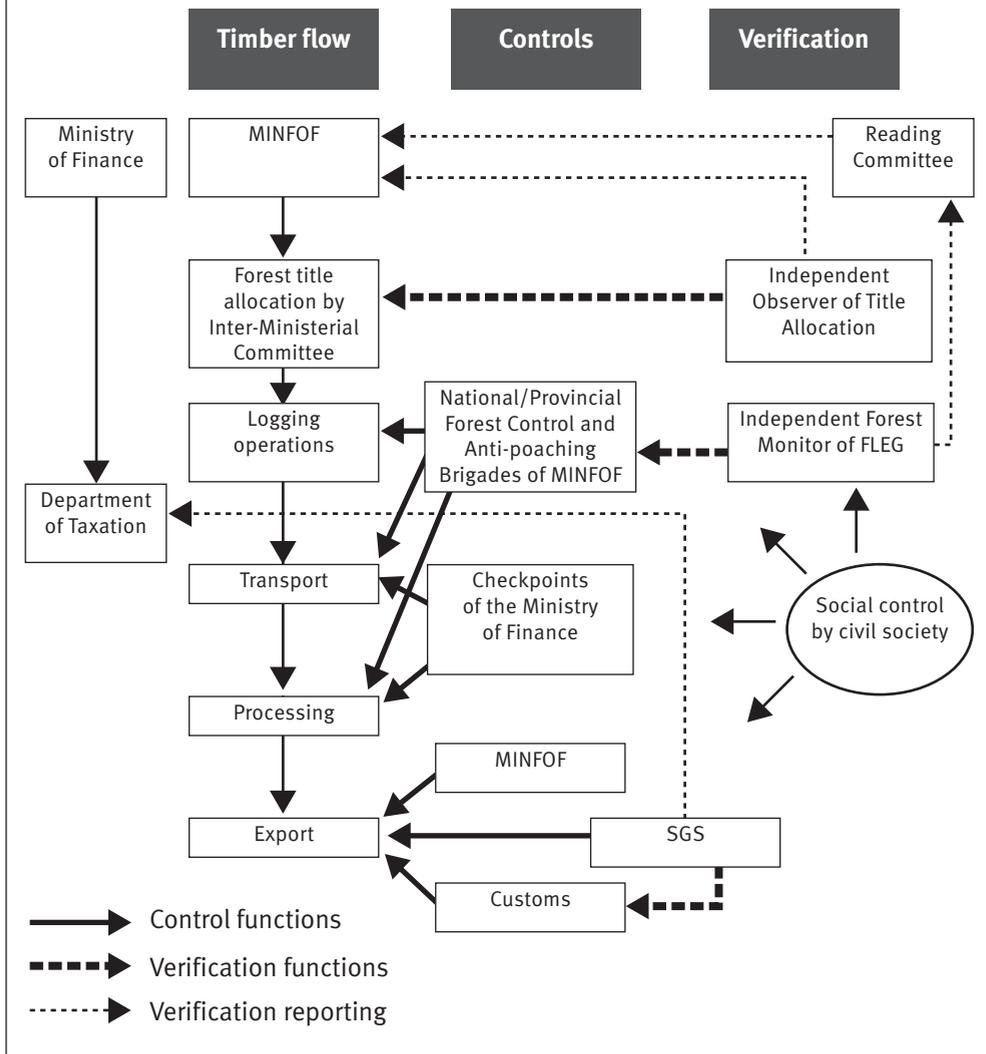 Timber flow
Controls
Verification
Ministry
of Finance
MINFOF
Reading
Committee
Forest title
allocation by
Inter-Ministerial
Committee
Independent
Observer of Title
Allocation
Logging
operations
National/Provincial
Forest Control and
Anti-poaching
Brigades of MINFOF
Independent Forest
Monitor of FLEG
Department
of Taxation
Transport
Checkpoints
of the Ministry
of Finance
Social control
by civil society
Processing
MINFOF
Export
SGS
Customs
Control functions
Verification functions
Verification reporting